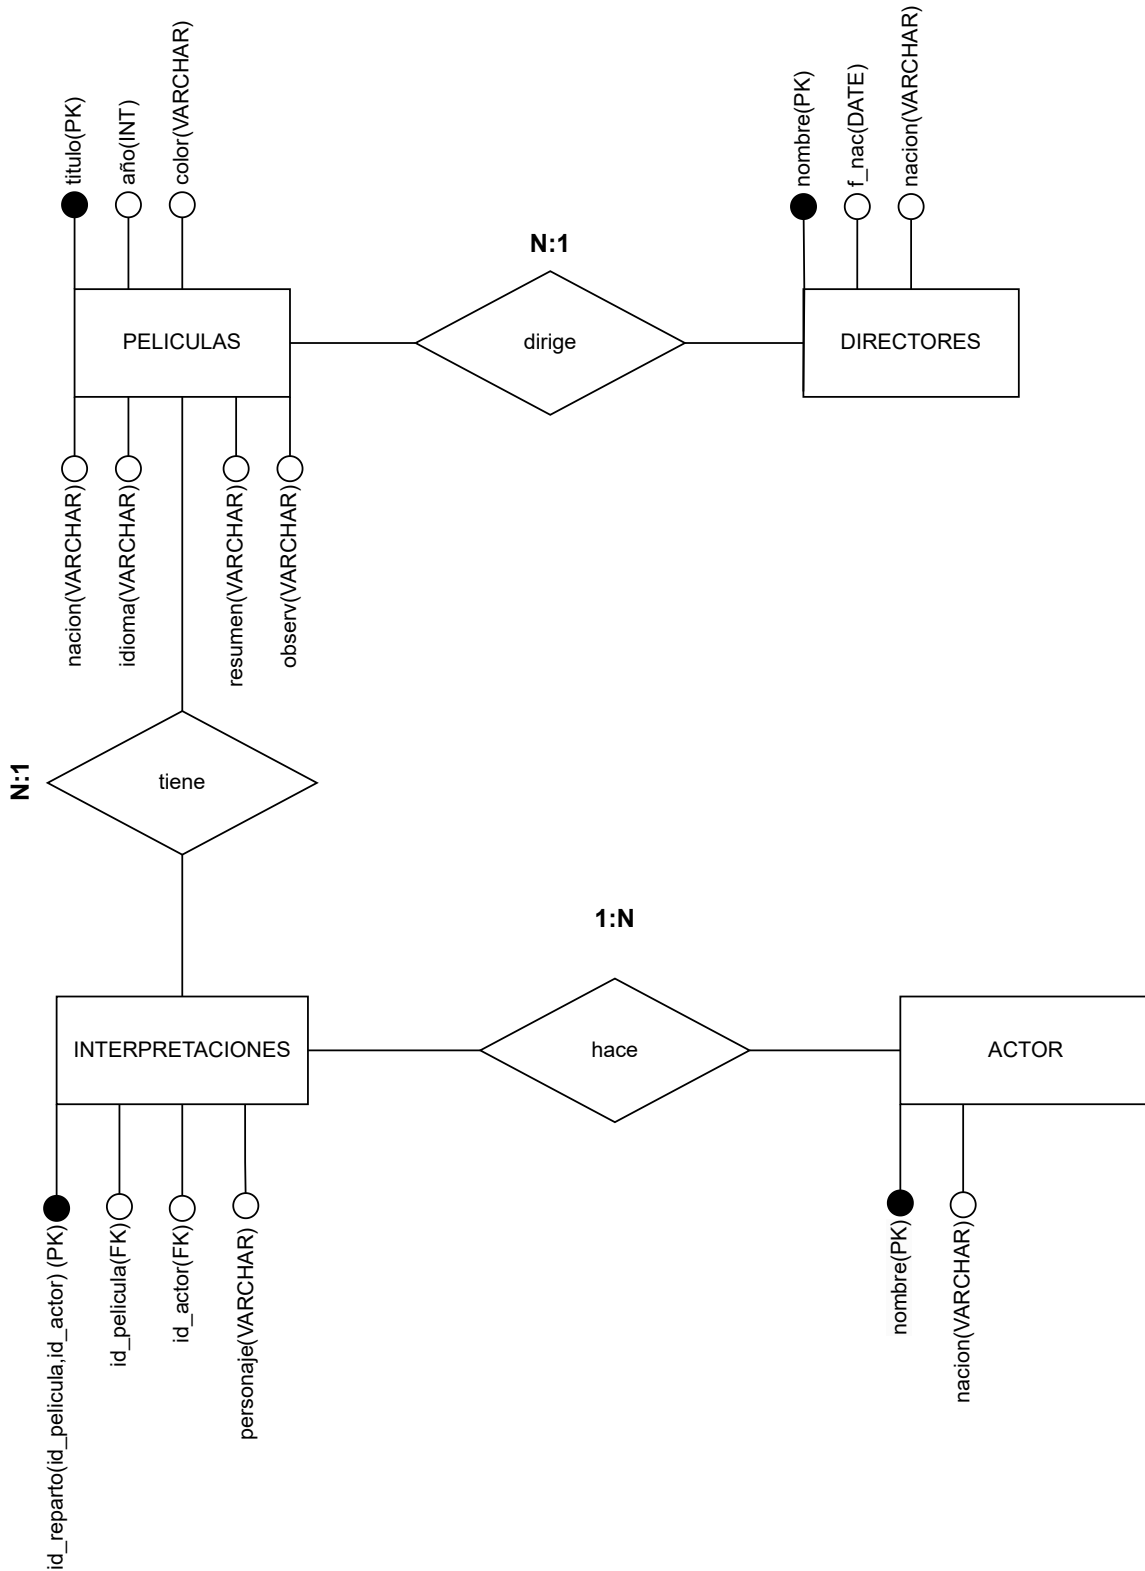 titulo(PK)
año(INT)
color(VARCHAR)
nombre(PK)
f_nac(DATE)
nacion(VARCHAR)
N:1
PELICULAS
dirige
DIRECTORES
nacion(VARCHAR)
idioma(VARCHAR)
resumen(VARCHAR)
observ(VARCHAR)
N:1
tiene
1:N
INTERPRETACIONES
hace
ACTOR
id_reparto(id_pelicula,id_actor) (PK)
id_pelicula(FK)
id_actor(FK)
personaje(VARCHAR)
nombre(PK)
nacion(VARCHAR)